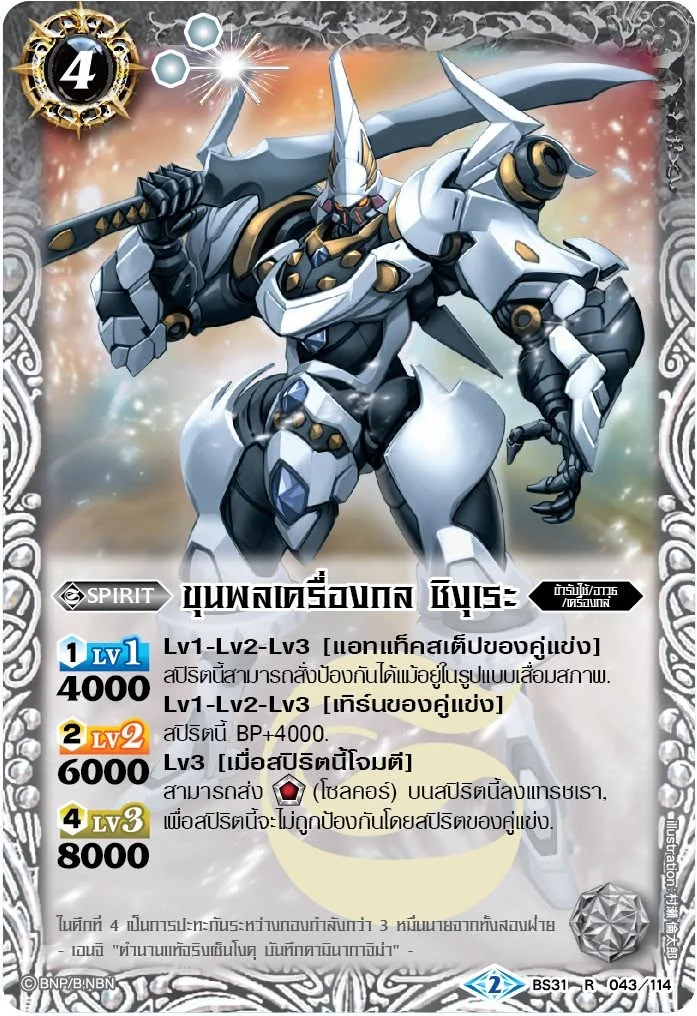 4
SPIRIT
ขุนพลเครื่องกล ชิงุเระ
ข้ารับใช้/อาวุธ
/เครื่องกล
1 LV1
4000
2 LV2
6000
4 LV3
8000
Lv1-Lv2-Lv3 [แอทแท็คสเต็ปของคู่แข่ง]
สปิริตนี้สามารถสั่งป้องกันได้แม้อยู่ในรูปแบบเสื่อมสภาพ.
Lv1-Lv2-Lv3 [เทิร์นของคู่แข่ง]
สปิริตนี้ BP+4000.
Lv3 [เมื่อสปิริตนี้โจมตี]
สามารถส่ง (โซลคอร์) บนสปิริตนี้ลงแทรชเรา,
เพื่อสปิริตนี้จะไม่ถูกป้องกันโดยสปิริตของคู่แข่ง.
ในศึกที่ 4 เป็นการปะทะกันระหว่างกองกำลังกว่า 3 หมื่นนายจากทั้งสองฝ่าย
- เอนจิ "ตำนานแท้จริงเซ็นโงคุ บันทึกคามินากาจิม่า" -
illustration：村瀬 倫太郎
©BNP/BNBN
2
BS31 R 043/114